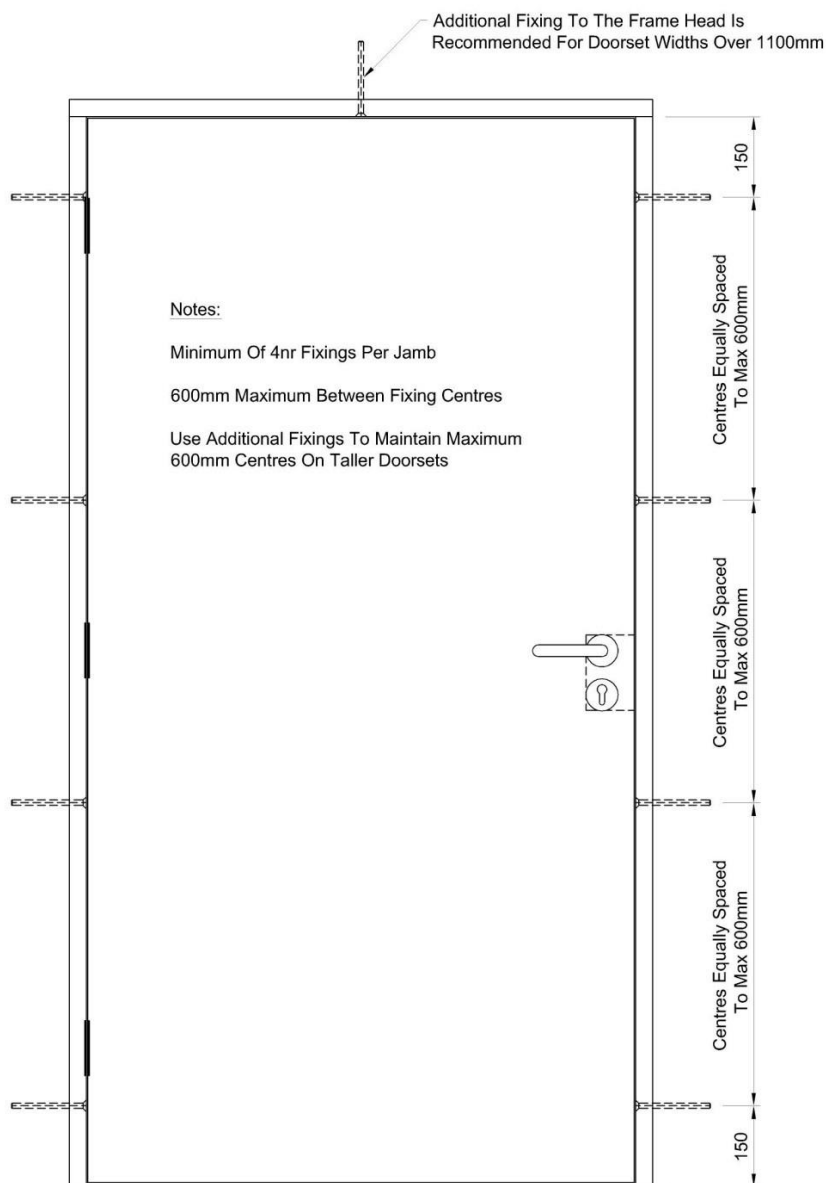 Additional Fixing To The Frame Head Is
Recommended For Doorset Widths Over 1100mm
150
Centres Equally Spaced
To Max 600mm
Notes:
Minimum Of 4nr Fixings Per Jamb
600mm Maximum Between Fixing Centres
Use Additional Fixings To Maintain Maximum
600mm Centres On Taller Doorsets
Centres Equally Spaced
To Max 600mm
Centres Equally Spaced
To Max 600mm
150